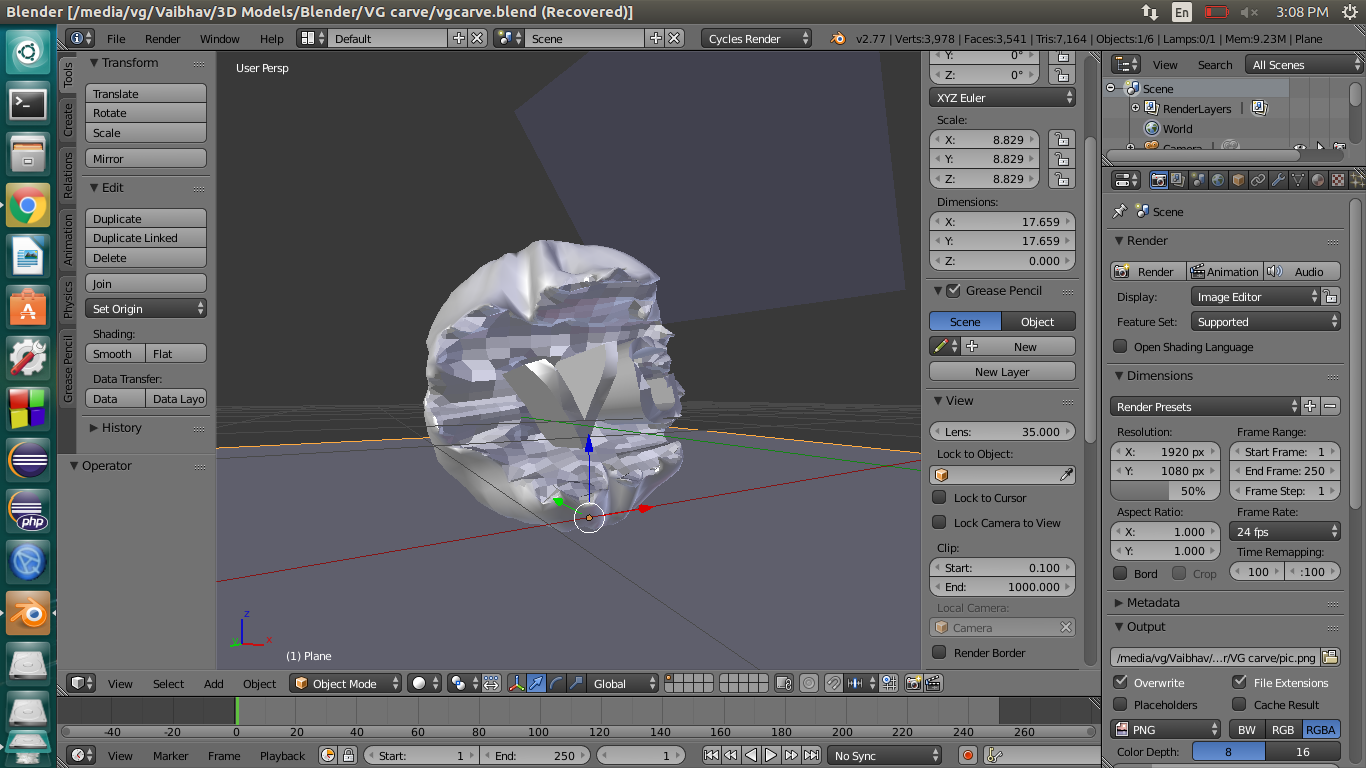 Blender [/media/vg/Vaibhav/3D Models/Blender/VG carve/vgcarve.blend (Recovered)]
En
3:08 PM
File Render Window Help
Default
Scene
Cycles Render
v2.77 | Verts:3,978 | Faces:3,541 | Tris:7,164 | Objects:1/6 | Lamps:0/1 | Mem:9.23M | Plane
Tools
Create
Relations
Animation
Physics
Grease Pencil
Transform
Translate
Rotate
Scale
Mirror
Edit
Duplicate
Duplicate Linked
Delete
Join
Set Origin
Shading:
Smooth Flat
Data Transfer:
Data Data Layo
History
Operator
User Persp
z
y
x
(1) Plane
Y: 0°
Z: 0°
XYZ Euler
Scale:
X: 8.829
Y: 8.829
Z: 8.829
Dimensions:
X: 17.659
Y: 17.659
Z: 0.000
Grease Pencil
Scene Object
New
New Layer
View
Lens: 35.000
Lock to Object:
Lock to Cursor
Lock Camera to View
Clip:
Start: 0.100
End: 1000.000
Local Camera:
Camera
Render Border
View Search All Scenes
Scene
RenderLayers |
World
Camera
Scene
Render
Render Animation Audio
Display: Image Editor
Feature Set: Supported
Open Shading Language
Dimensions
Render Presets
Resolution: Frame Range:
X: 1920 px Start Frame: 1
Y: 1080 px End Frame: 250
50% Frame Step: 1
Aspect Ratio: Frame Rate:
X: 1.000 24 fps
Y: 1.000 Time Remapping:
Bord Crop 100 :100
Metadata
Output
/media/vg/Vaibhav/...r/VG carve/pic.png
Overwrite File Extensions
Placeholders Cache Result
PNG BW RGB RGBA
Color Depth: 8 16
View Select Add Object Object Mode Global
-40 -20 0 20 40 60 80 100 120 140 160 180 200 220 240 260
View Marker Frame Playback Start: 1 End: 250 1 No Sync
php